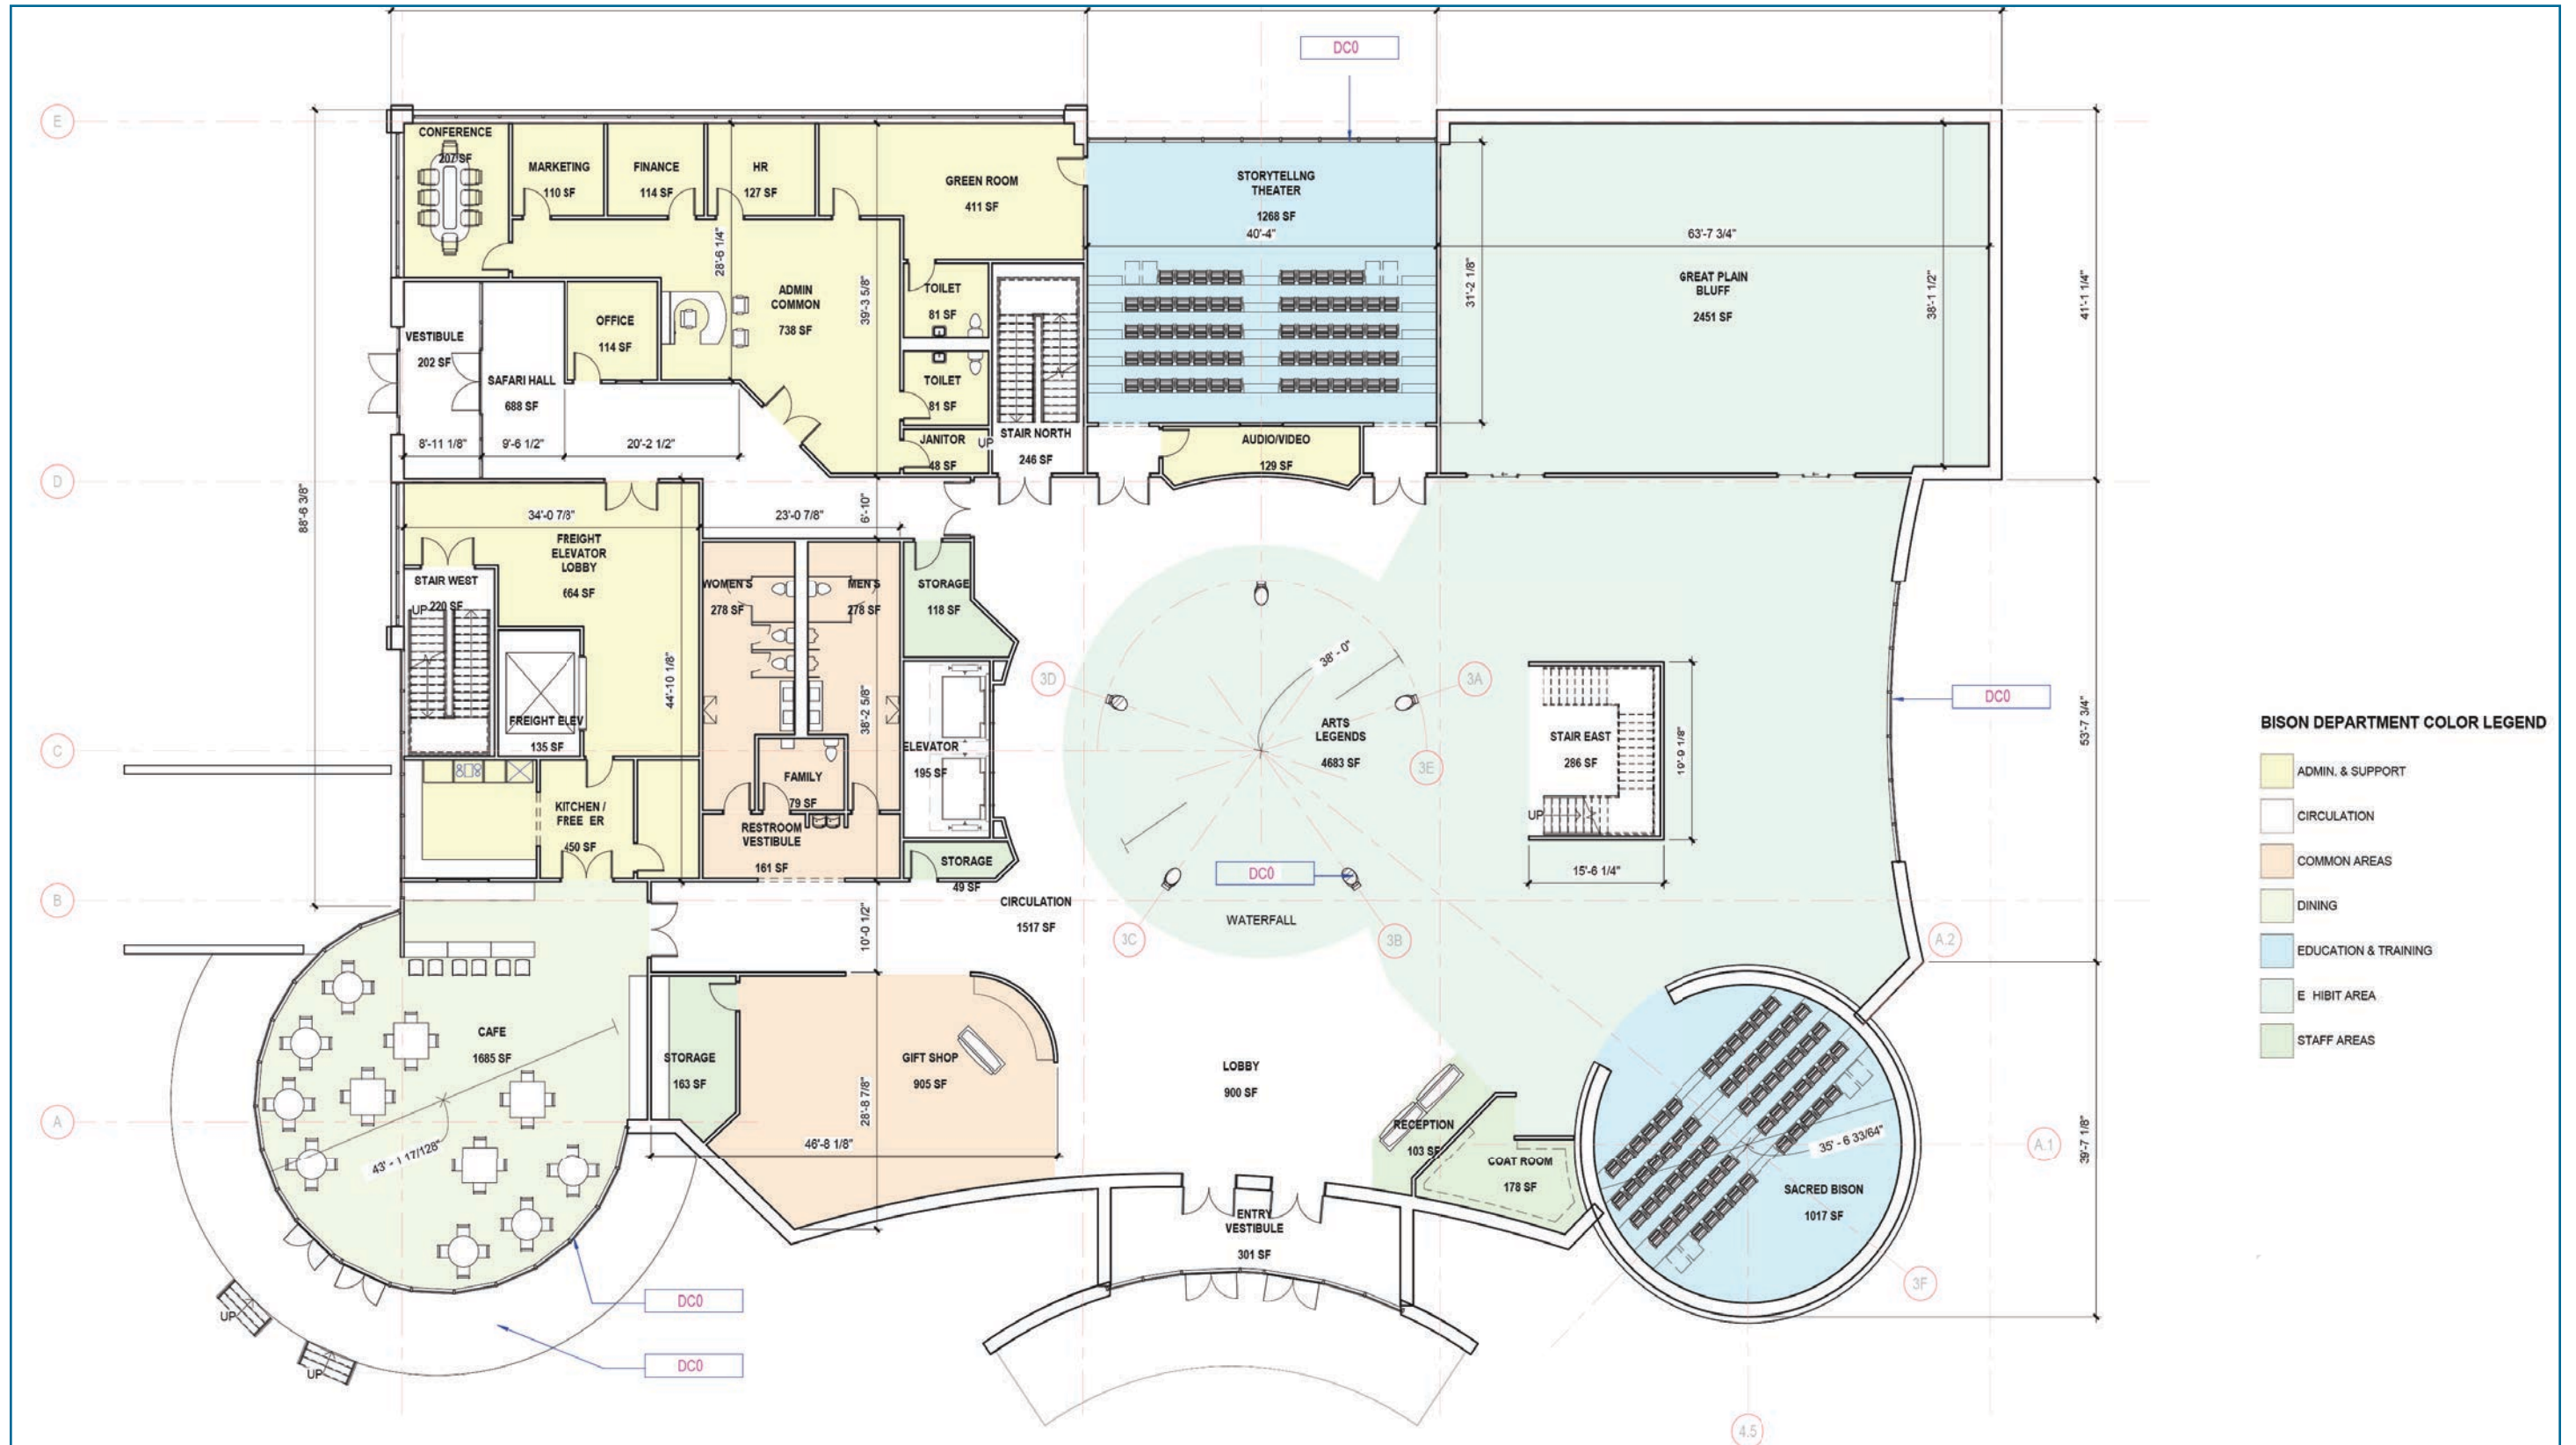 DC0
E
CONFERENCE
207 SF
MARKETING
110 SF
FINANCE
114 SF
HR
127 SF
GREEN ROOM
411 SF
STORYTELLNG
THEATER
1268 SF
40'-4"
63'-7 3/4"
GREAT PLAIN
BLUFF
2451 SF
31'-2 1/8"
38'-1 1/2"
41'-1 1/4"
28'-6 1/4"
39'-3 5/8"
ADMIN
COMMON
738 SF
TOILET
81 SF
OFFICE
114 SF
VESTIBULE
202 SF
SAFARI HALL
688 SF
TOILET
81 SF
8'-11 1/8"
9'-6 1/2"
20'-2 1/2"
JANITOR
48 SF
UP
STAIR NORTH
246 SF
AUDIO/VIDEO
129 SF
D
88'-6 3/8"
34'-0 7/8"
23'-0 7/8"
6'-10"
FREIGHT
ELEVATOR
LOBBY
664 SF
STAIR WEST
220 SF
UP
WOMEN'S
278 SF
MEN'S
278 SF
STORAGE
118 SF
44'-10 1/8"
38'-2 5/8"
FREIGHT ELEV
135 SF
ELEVATOR
195 SF
3D
38' - 0"
3A
ARTS
LEGENDS
4683 SF
3E
STAIR EAST
286 SF
UP
19'-9 1/8"
15'-6 1/4"
DC0
53'-7 3/4"
C
FAMILY
79 SF
KITCHEN /
FREE ER
450 SF
RESTROOM
VESTIBULE
161 SF
STORAGE
49 SF
DC0
WATERFALL
3C
3B
A.2
B
CIRCULATION
1517 SF
10'-0 1/2"
CAFE
1685 SF
STORAGE
163 SF
GIFT SHOP
905 SF
28'-8 7/8"
46'-8 1/8"
LOBBY
900 SF
RECEPTION
103 SF
COAT ROOM
178 SF
35' - 6 33/64"
SACRED BISON
1017 SF
A
43' - 1 17/128"
A.1
39'-7 1/8"
ENTRY
VESTIBULE
301 SF
3F
DC0
DC0
UP
UP
4.5
BISON DEPARTMENT COLOR LEGEND
ADMIN. & SUPPORT
CIRCULATION
COMMON AREAS
DINING
EDUCATION & TRAINING
E HIBIT AREA
STAFF AREAS